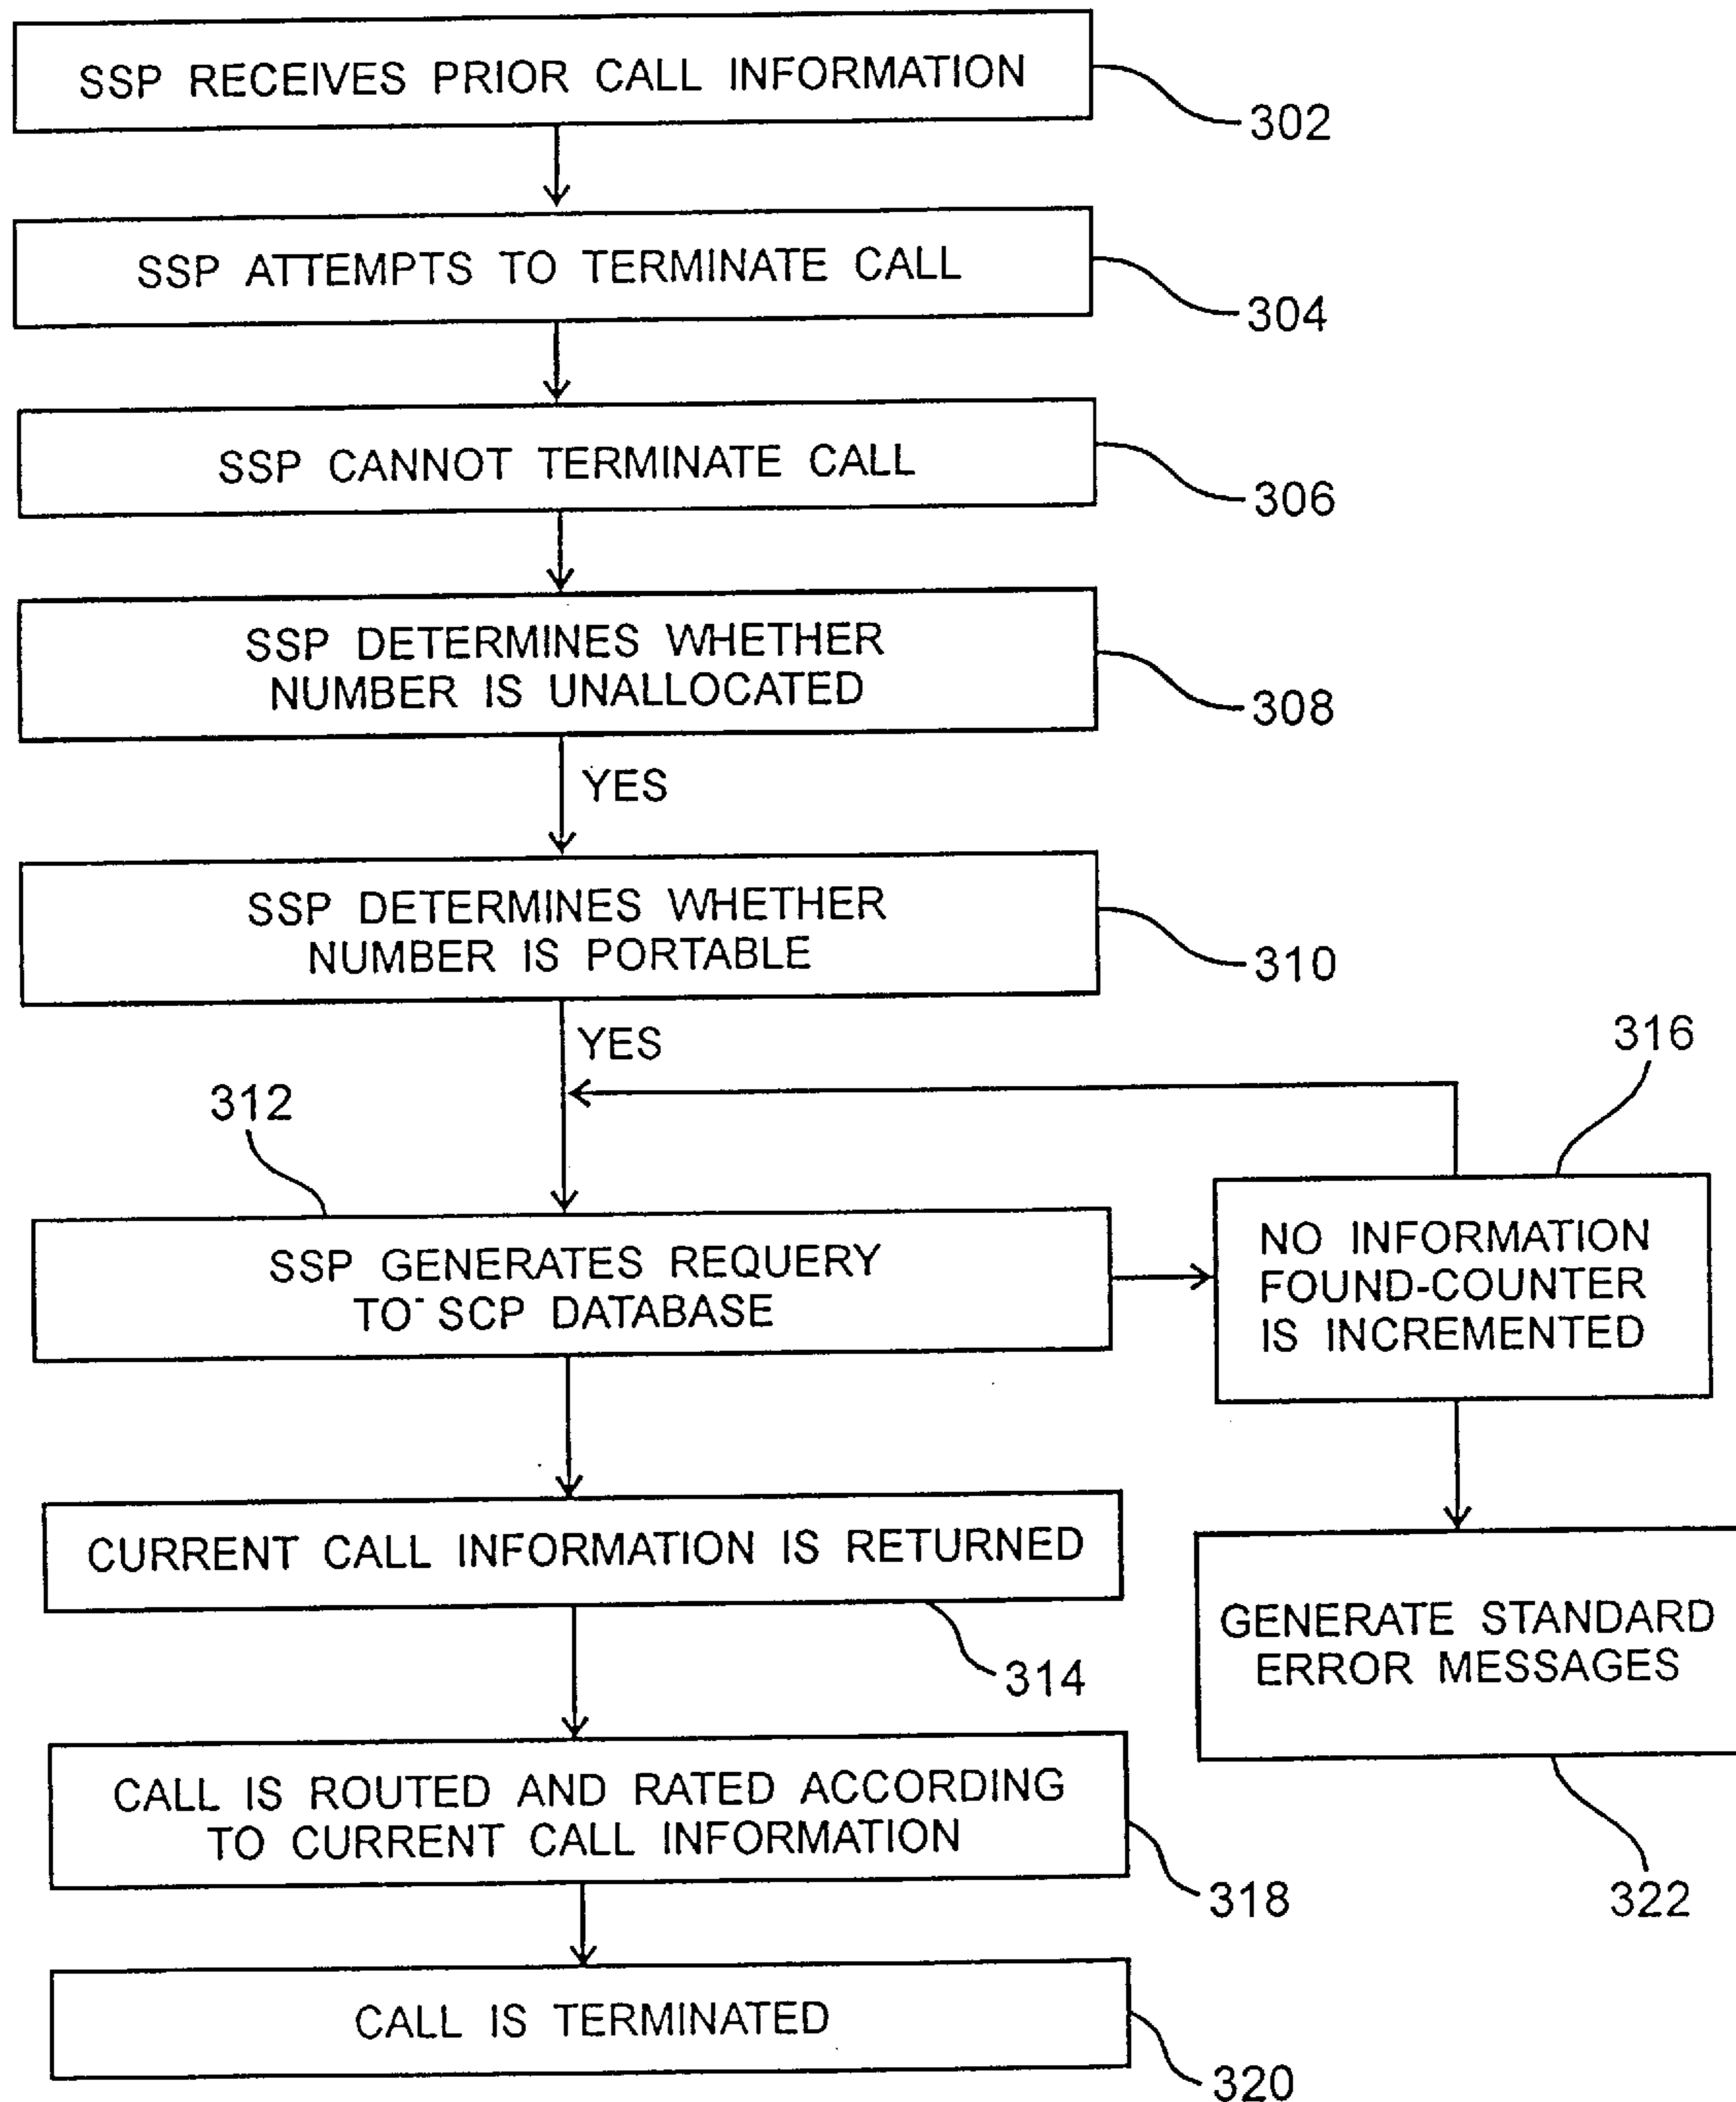 SSP RECEIVES PRIOR CALL INFORMATION
302
SSP ATTEMPTS TO TERMINATE CALL
304
SSP CANNOT TERMINATE CALL
306
SSP DETERMINES WHETHER
NUMBER IS UNALLOCATED
308
YES
SSP DETERMINES WHETHER
NUMBER IS PORTABLE
310
YES
316
312
NO INFORMATION
FOUND-COUNTER
IS INCREMENTED
SSP GENERATES REQUERY
TO SCP DATABASE
CURRENT CALL INFORMATION IS RETURNED
314
GENERATE STANDARD
ERROR MESSAGES
322
CALL IS ROUTED AND RATED ACCORDING
TO CURRENT CALL INFORMATION
318
CALL IS TERMINATED
320